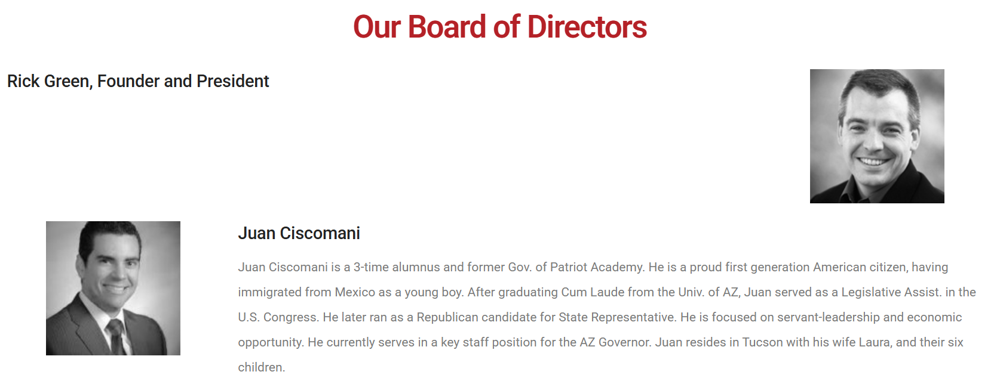 Our Board of Directors
Rick Green, Founder and President
Juan Ciscomani
Juan Ciscomani is a 3-time alumnus and former Gov. of Patriot Academy. He is a proud first generation American citizen, having
immigrated from Mexico as a young boy. After graduating Cum Laude from the Univ. of AZ, Juan served as a Legislative Assist. in the
U.S. Congress. He later ran as a Republican candidate for State Representative. He is focused on servant-leadership and economic
opportunity. He currently serves in a key staff position for the AZ Governor. Juan resides in Tucson with his wife Laura, and their six
children.